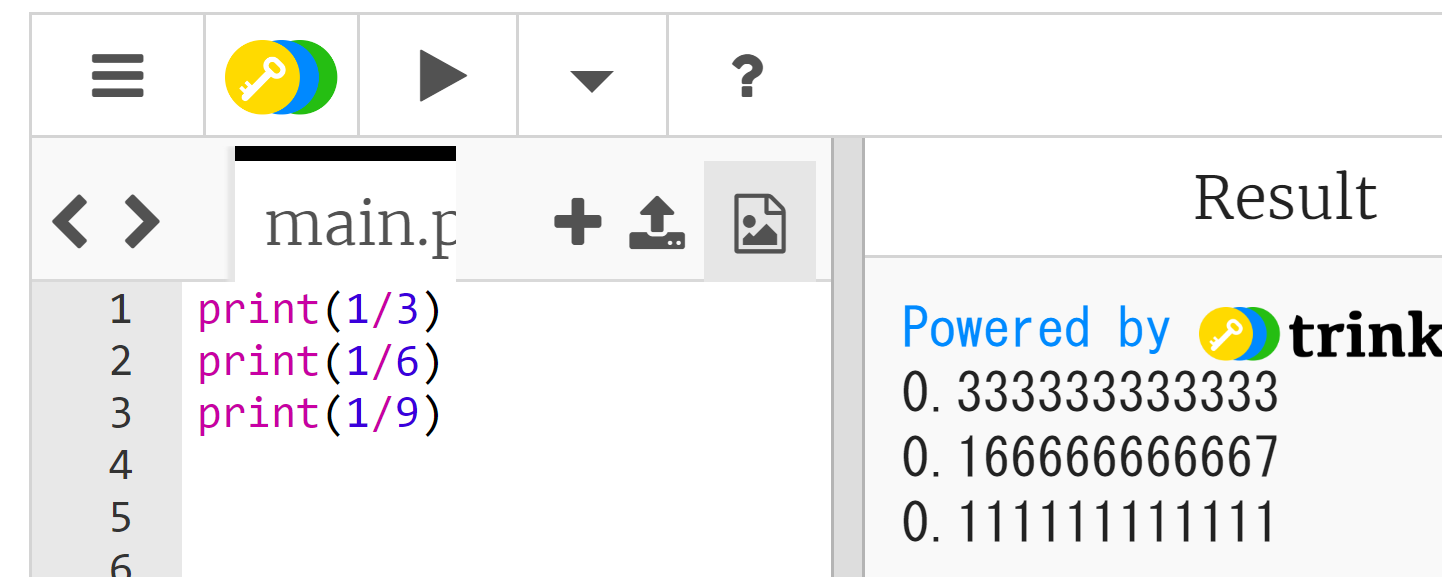 ?
main.p
Result
1 print(1/3)
2 print(1/6)
3 print(1/9)
4
5
6
Powered by trink
0.333333333333
0.166666666667
0.111111111111